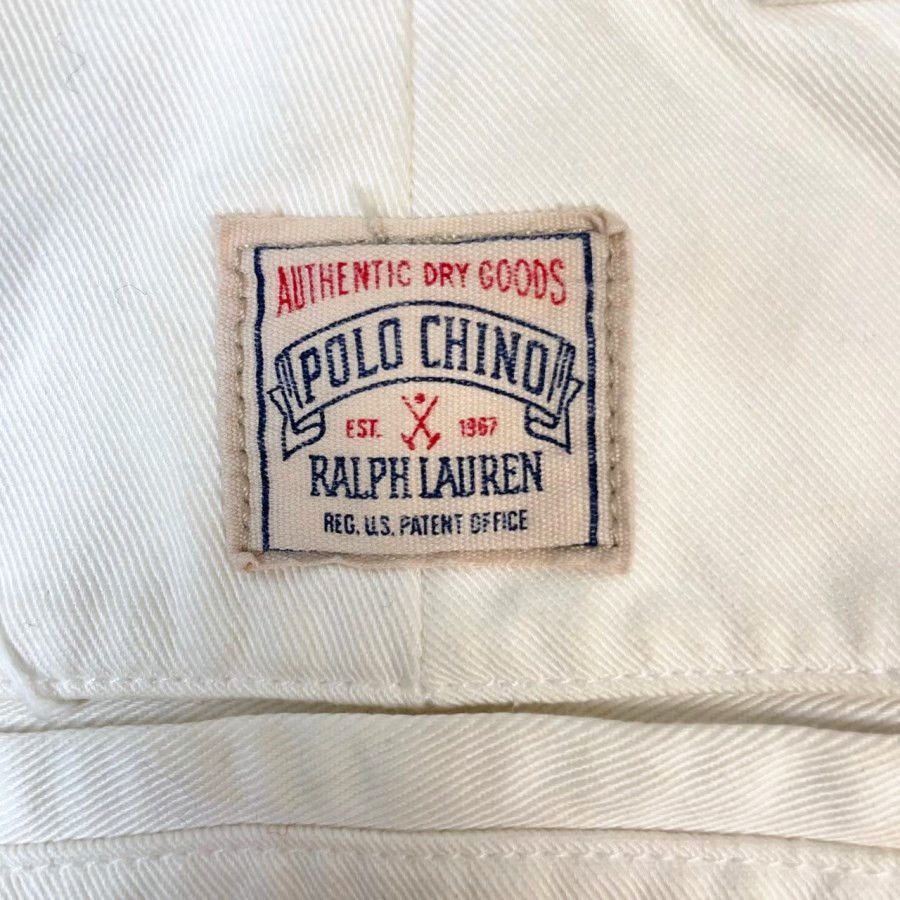 AUTHENTIC DRY GOODS
POLO CHINO
EST. 1967
RALPH LAUREN
REG. U.S. PATENT OFFICE